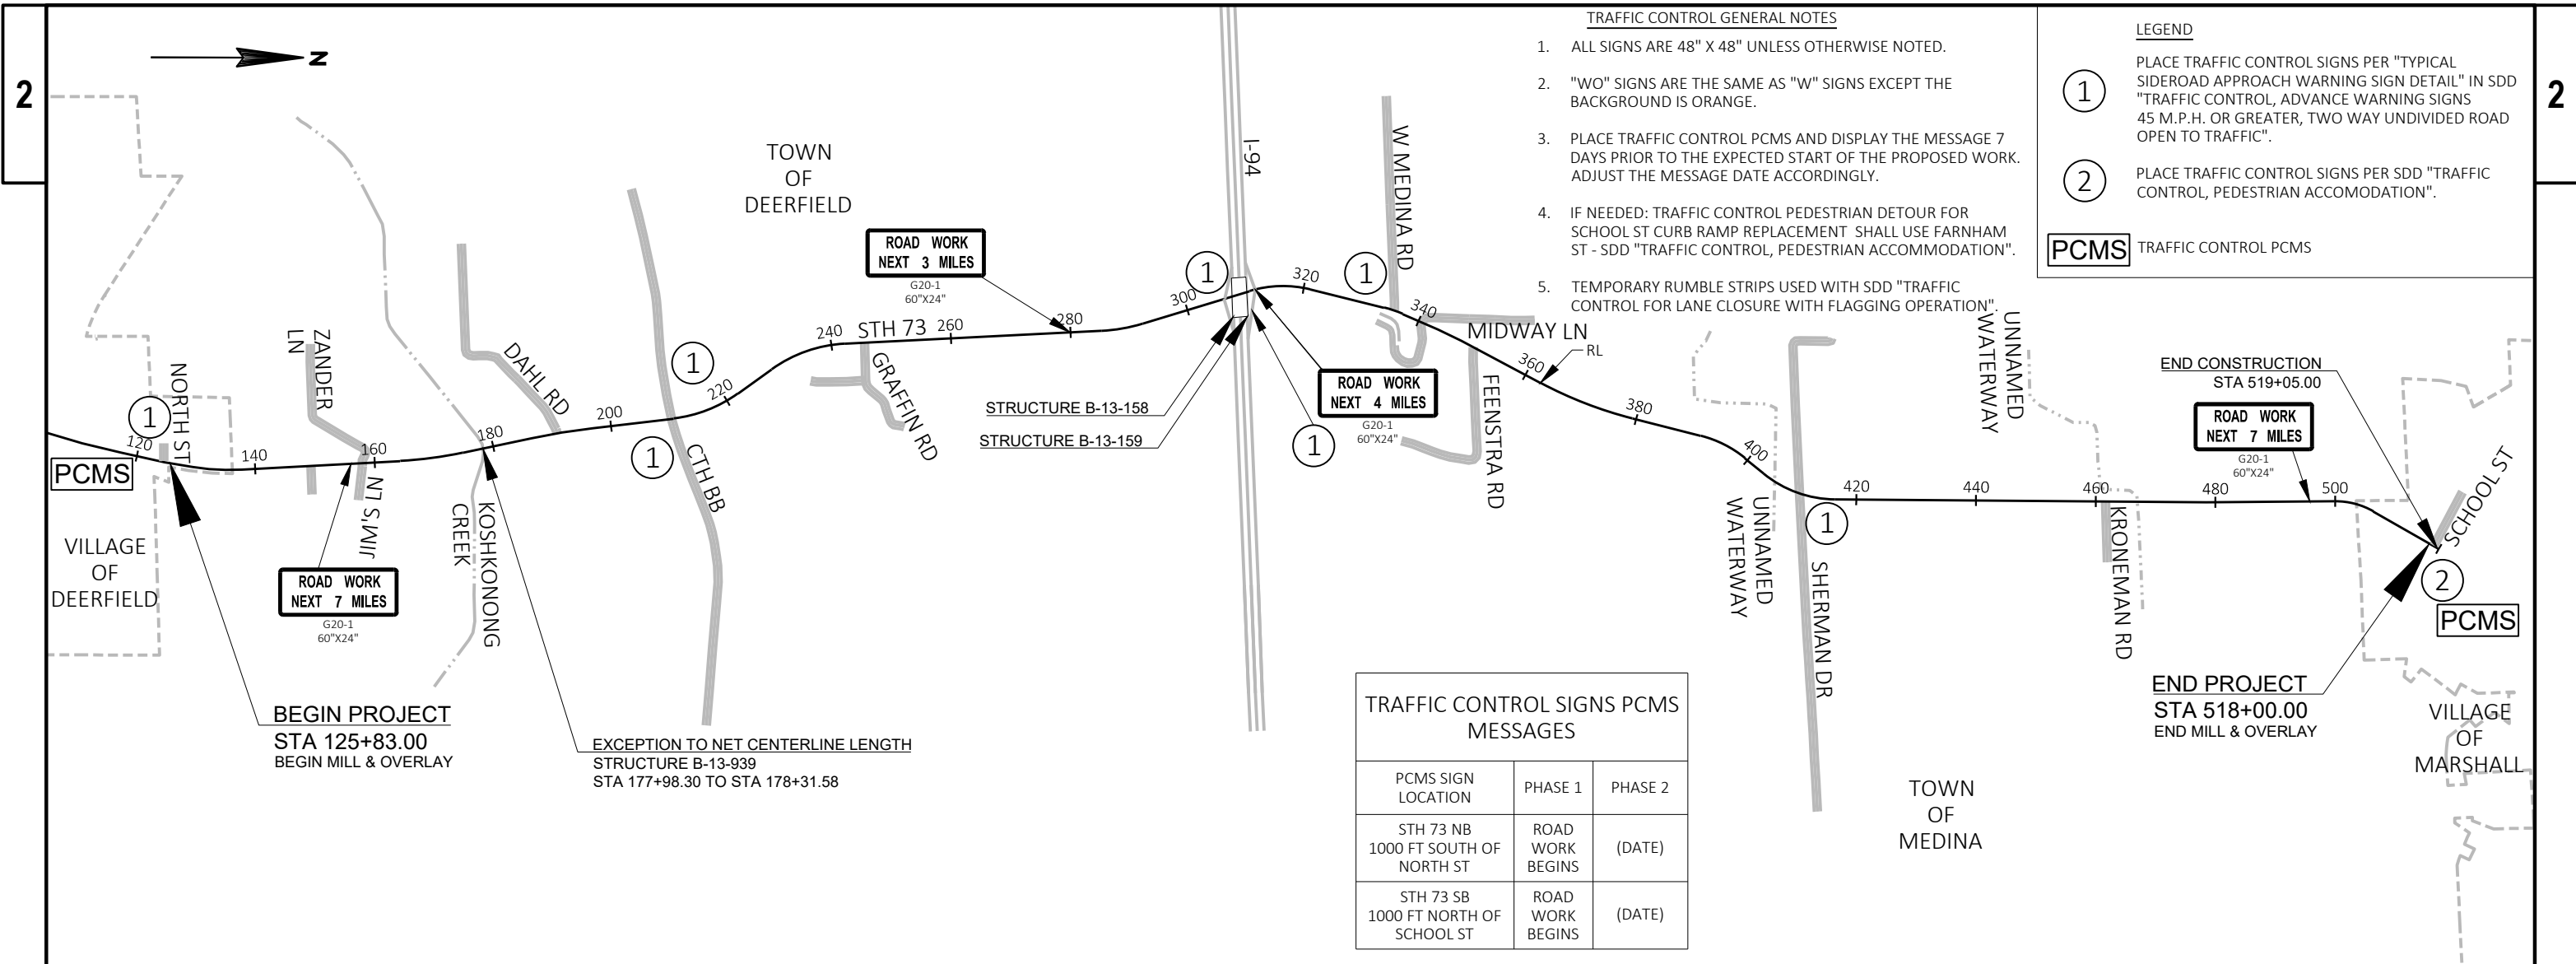 2
N
TRAFFIC CONTROL GENERAL NOTES
1. ALL SIGNS ARE 48" X 48" UNLESS OTHERWISE NOTED.
2. "WO" SIGNS ARE THE SAME AS "W" SIGNS EXCEPT THE
BACKGROUND IS ORANGE.
3. PLACE TRAFFIC CONTROL PCMS AND DISPLAY THE MESSAGE 7
DAYS PRIOR TO THE EXPECTED START OF THE PROPOSED WORK.
ADJUST THE MESSAGE DATE ACCORDINGLY.
4. IF NEEDED: TRAFFIC CONTROL PEDESTRIAN DETOUR FOR
SCHOOL ST CURB RAMP REPLACEMENT SHALL USE FARNHAM
ST - SDD "TRAFFIC CONTROL, PEDESTRIAN ACCOMMODATION".
5. TEMPORARY RUMBLE STRIPS USED WITH SDD "TRAFFIC
CONTROL FOR LANE CLOSURE WITH FLAGGING OPERATION".
LEGEND
1
PLACE TRAFFIC CONTROL SIGNS PER "TYPICAL
SIDEROAD APPROACH WARNING SIGN DETAIL" IN SDD
"TRAFFIC CONTROL, ADVANCE WARNING SIGNS
45 M.P.H. OR GREATER, TWO WAY UNDIVIDED ROAD
OPEN TO TRAFFIC".
2
PLACE TRAFFIC CONTROL SIGNS PER SDD "TRAFFIC
CONTROL, PEDESTRIAN ACCOMODATION".
PCMS TRAFFIC CONTROL PCMS
2
TOWN
OF
DEERFIELD
ROAD WORK
NEXT 3 MILES
G20-1
60"X24"
I-94
W MEDINA RD
1
1
1
1
1
1
1
1
NORTH ST
ZANDER
LN
DAHL RD
STH 73
GRAFFIN RD
MIDWAY LN
RL
FEENSTRA RD
120
140
160
180
200
220
240
260
280
300
320
340
360
380
400
420
440
460
480
500
PCMS
VILLAGE
OF
DEERFIELD
JIM'S LN
ROAD WORK
NEXT 7 MILES
G20-1
60"X24"
KOSHKONONG
CREEK
CTH BB
STRUCTURE B-13-158
STRUCTURE B-13-159
ROAD WORK
NEXT 4 MILES
G20-1
60"X24"
UNNAMED
WATERWAY
UNNAMED
WATERWAY
SHERMAN DR
KRONEMAN RD
END CONSTRUCTION
STA 519+05.00
ROAD WORK
NEXT 7 MILES
G20-1
60"X24"
SCHOOL ST
2
PCMS
BEGIN PROJECT
STA 125+83.00
BEGIN MILL & OVERLAY
EXCEPTION TO NET CENTERLINE LENGTH
STRUCTURE B-13-939
STA 177+98.30 TO STA 178+31.58
END PROJECT
STA 518+00.00
END MILL & OVERLAY
VILLAGE
OF
MARSHALL
TOWN
OF
MEDINA
TRAFFIC CONTROL SIGNS PCMS
MESSAGES
PCMS SIGN
LOCATION
PHASE 1
PHASE 2
STH 73 NB
1000 FT SOUTH OF
NORTH ST
ROAD
WORK
BEGINS
(DATE)
STH 73 SB
1000 FT NORTH OF
SCHOOL ST
ROAD
WORK
BEGINS
(DATE)